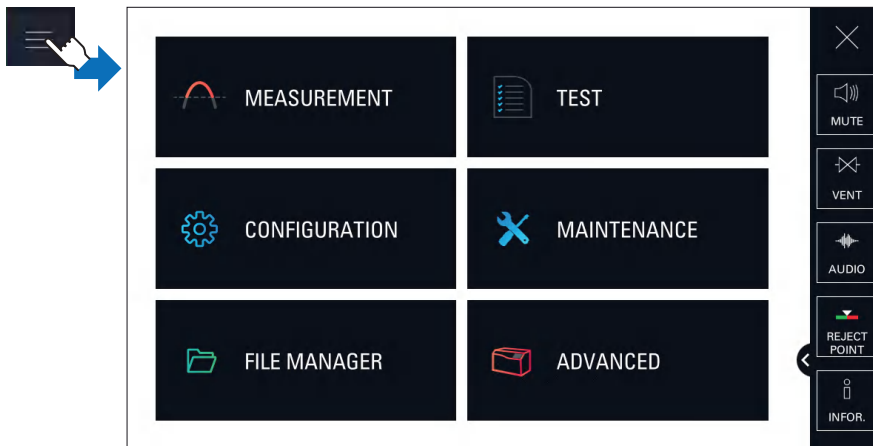 MEASUREMENT
TEST
CONFIGURATION
MAINTENANCE
FILE MANAGER
ADVANCED
MUTE
VENT
AUDIO
REJECT
POINT
INFOR.